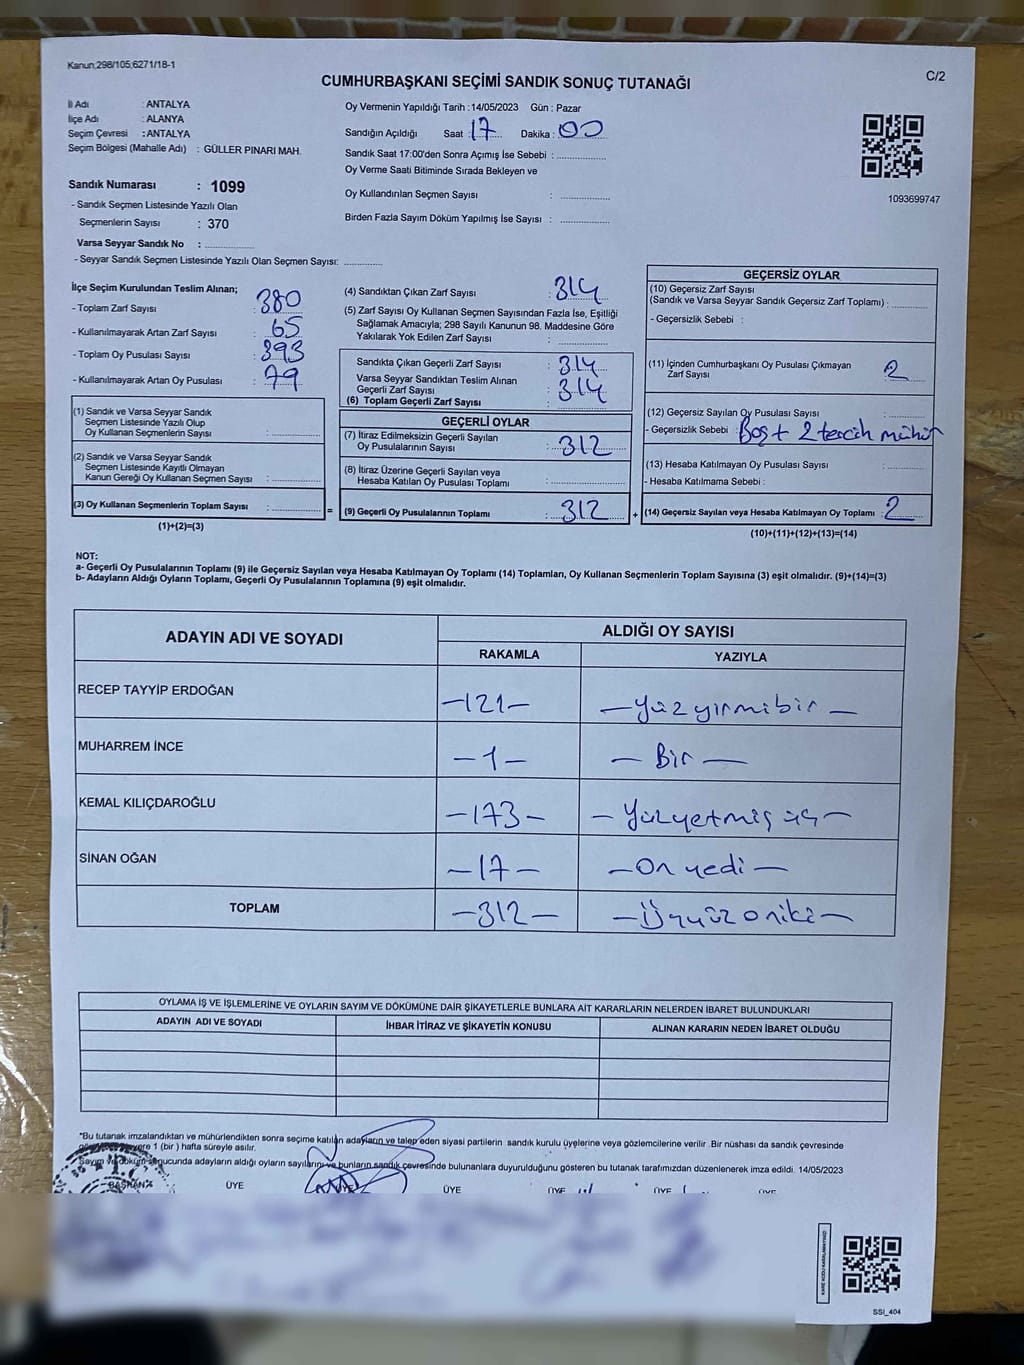 Kanun;298/105;6271/18-1
C/2
CUMHURBAŞKANI SEÇİMİ SANDIK SONUÇ TUTANAĞI
İl Adı : ANTALYA
İlçe Adı : ALANYA
Seçim Çevresi : ANTALYA
Seçim Bölgesi (Mahalle Adı) : GÜLLER PINARI MAH.
Sandık Numarası : 1099
- Sandık Seçmen Listesinde Yazılı Olan
Seçmenlerin Sayısı : 370
Varsa Seyyar Sandık No :
- Seyyar Sandık Seçmen Listesinde Yazılı Olan Seçmen Sayısı:
Oy Vermenin Yapıldığı Tarih :14/05/2023 Gün : Pazar
Sandığın Açıldığı Saat : 17 Dakika : 00
Sandık Saat 17:00'den Sonra Açımış İse Sebebi :
Oy Verme Saati Bitiminde Sırada Bekleyen ve
Oy Kullandırılan Seçmen Sayısı :
Birden Fazla Sayım Döküm Yapılmış İse Sayısı :
1093699747
İlçe Seçim Kurulundan Teslim Alınan;
- Toplam Zarf Sayısı : 380
- Kullanılmayarak Artan Zarf Sayısı : 65
- Toplam Oy Pusulası Sayısı : 393
- Kullanılmayarak Artan Oy Pusulası : 79
(1) Sandık ve Varsa Seyyar Sandık
Seçmen Listesinde Yazılı Olup
Oy Kullanan Seçmenlerin Sayısı :
(2) Sandık ve Varsa Seyyar Sandık
Seçmen Listesinde Kayıtlı Olmayan
Kanun Gereği Oy Kullanan Seçmen Sayısı :
(3) Oy Kullanan Seçmenlerin Toplam Sayısı : =
(1)+(2)=(3)
(4) Sandıktan Çıkan Zarf Sayısı : 314
(5) Zarf Sayısı Oy Kullanan Seçmen Sayısından Fazla İse, Eşitliği
Sağlamak Amacıyla; 298 Sayılı Kanunun 98. Maddesine Göre
Yakılarak Yok Edilen Zarf Sayısı :
Sandıkta Çıkan Geçerli Zarf Sayısı : 314
Varsa Seyyar Sandıktan Teslim Alınan
Geçerli Zarf Sayısı : 314
(6) Toplam Geçerli Zarf Sayısı :
GEÇERLİ OYLAR
(7) İtiraz Edilmeksizin Geçerli Sayılan
Oy Pusulalarının Sayısı : 312
(8) İtiraz Üzerine Geçerli Sayılan veya
Hesaba Katılan Oy Pusulası Toplamı :
(9) Geçerli Oy Pusulalarının Toplamı : 312 +
GEÇERSİZ OYLAR
(10) Geçersiz Zarf Sayısı
(Sandık ve Varsa Seyyar Sandık Geçersiz Zarf Toplamı) :
- Geçersizlik Sebebi :
(11) İçinden Cumhurbaşkanı Oy Pusulası Çıkmayan
Zarf Sayısı : 2
(12) Geçersiz Sayılan Oy Pusulası Sayısı :
- Geçersizlik Sebebi : Boş + 2 tercih mühür
(13) Hesaba Katılmayan Oy Pusulası Sayısı :
- Hesaba Katılmama Sebebi :
(14) Geçersiz Sayılan veya Hesaba Katılmayan Oy Toplamı : 2
(10)+(11)+(12)+(13)=(14)
NOT:
a- Geçerli Oy Pusulalarının Toplamı (9) ile Geçersiz Sayılan veya Hesaba Katılmayan Oy Toplamı (14) Toplamları, Oy Kullanan Seçmenlerin Toplam Sayısına (3) eşit olmalıdır. (9)+(14)=(3)
b- Adayların Aldığı Oyların Toplamı, Geçerli Oy Pusulalarının Toplamına (9) eşit olmalıdır.
ADAYIN ADI VE SOYADI
ALDIĞI OY SAYISI
RAKAMLA YAZIYLA
RECEP TAYYİP ERDOĞAN -121- -yüz yirmi bir-
MUHARREM İNCE -1- -Bir-
KEMAL KILIÇDAROĞLU -173- -Yüz yetmiş üç-
SİNAN OĞAN -17- -On yedi-
TOPLAM -312- -Üçyüz oniki-
OYLAMA İŞ VE İŞLEMLERİNE VE OYLARIN SAYIM VE DÖKÜMÜNE DAİR ŞİKAYETLERLE BUNLARA AİT KARARLARIN NELERDEN İBARET BULUNDUKLARI
ADAYIN ADI VE SOYADI İHBAR İTİRAZ VE ŞİKAYETİN KONUSU ALINAN KARARIN NEDEN İBARET OLDUĞU
"Bu tutanak imzalandıktan ve mühürlendikten sonra seçime katılan adayların ve talep eden siyasi partilerin sandık kurulu üyelerine veya gözlemcilerine verilir. Bir nüshası da sandık çevresinde
yere 1 (bir) hafta süreyle asılır.
Sayım ve döküm sonucunda adayların aldığı oyların sayılarını ve bunların sandık çevresinde bulunanlara duyurulduğunu gösteren bu tutanak tarafımızdan düzenlenerek imza edildi. 14/05/2023
BAŞKAN ÜYE ÜYE ÜYE ÜYE ÜYE ÜYE
SSI_404